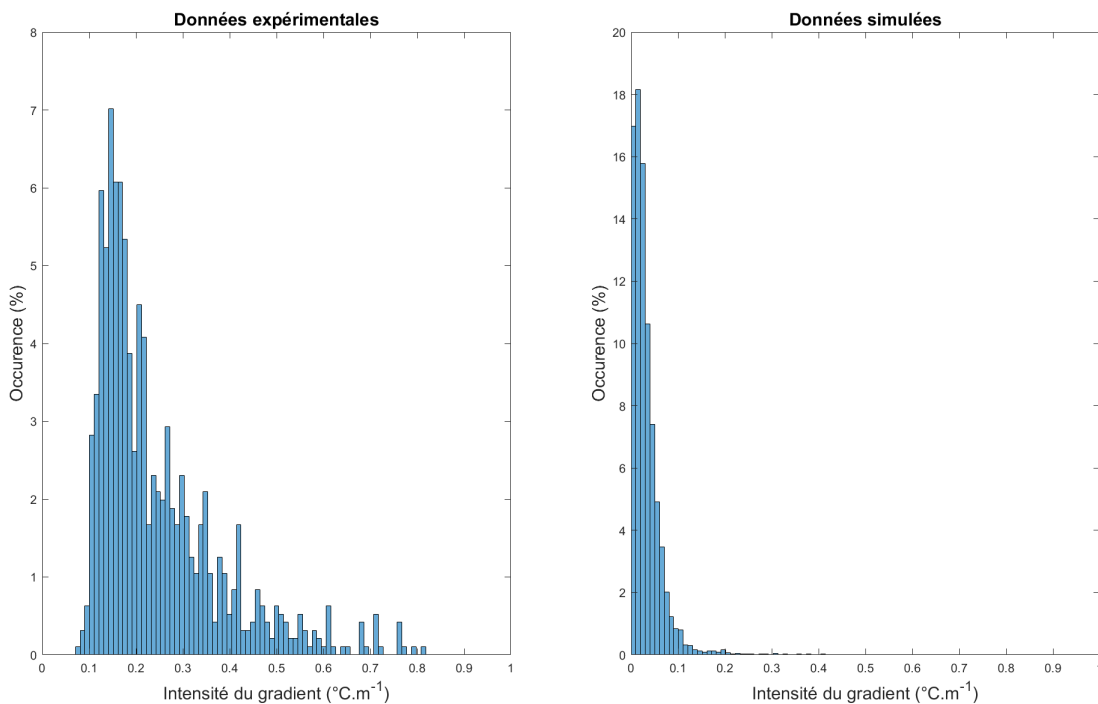 Données expérimentales
8
7
6
5
4
3
2
1
0
Occurence (%)
0 0.1 0.2 0.3 0.4 0.5 0.6 0.7 0.8 0.9 1
Intensité du gradient (°C.m-1)
Données simulées
20
18
16
14
12
10
8
6
4
2
0
Occurence (%)
0 0.1 0.2 0.3 0.4 0.5 0.6 0.7 0.8 0.9 1
Intensité du gradient (°C.m-1)